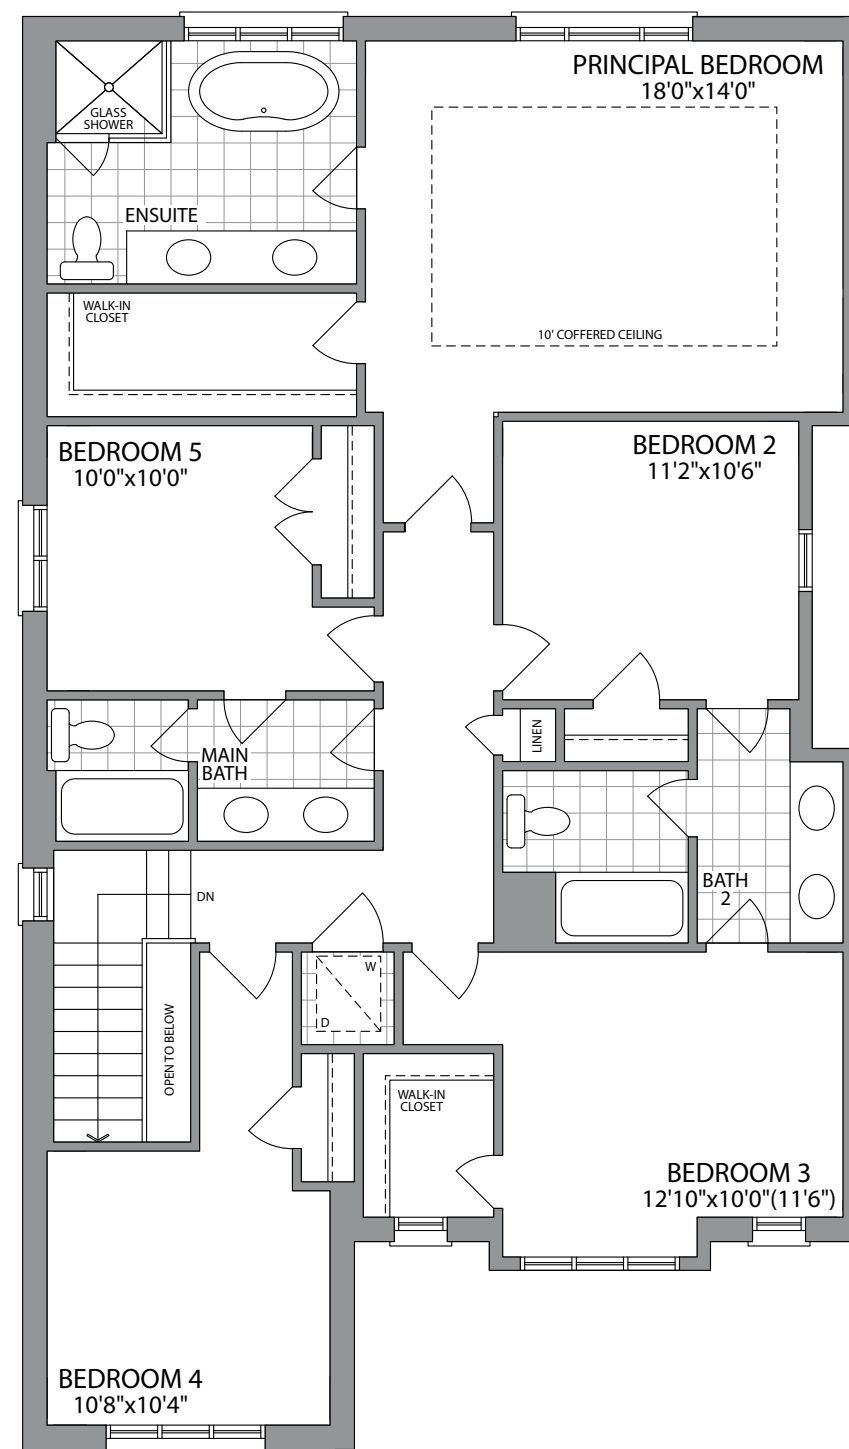 PRINCIPAL BEDROOM
18'0"x14'0"
GLASS
SHOWER
ENSUITE
WALK-IN
CLOSET
10' COFFERED CEILING
BEDROOM 5
10'0"x10'0"
BEDROOM 2
11'2"x10'6"
MAIN
BATH
LINEN
BATH
2
DN
W
D
OPEN TO BELOW
WALK-IN
CLOSET
BEDROOM 3
12'10"x10'0"(11'6")
BEDROOM 4
10'8"x10'4"